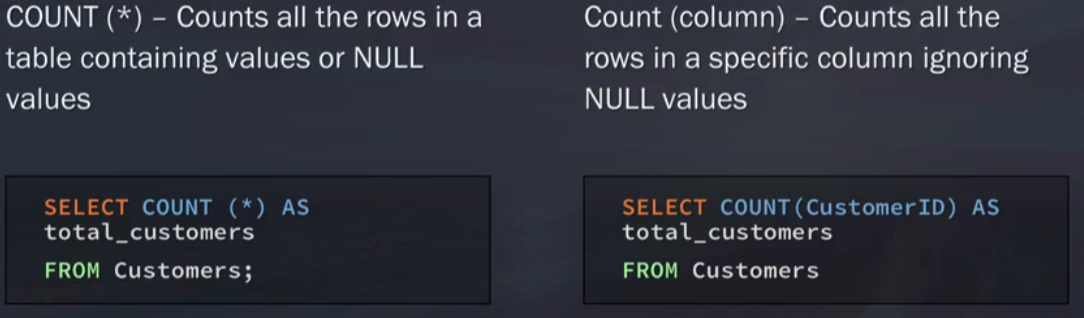 COUNT (*) – Counts all the rows in a
table containing values or NULL
values
SELECT COUNT (*) AS
total_customers
FROM Customers;
Count (column) – Counts all the
rows in a specific column ignoring
NULL values
SELECT COUNT(CustomerID) AS
total_customers
FROM Customers